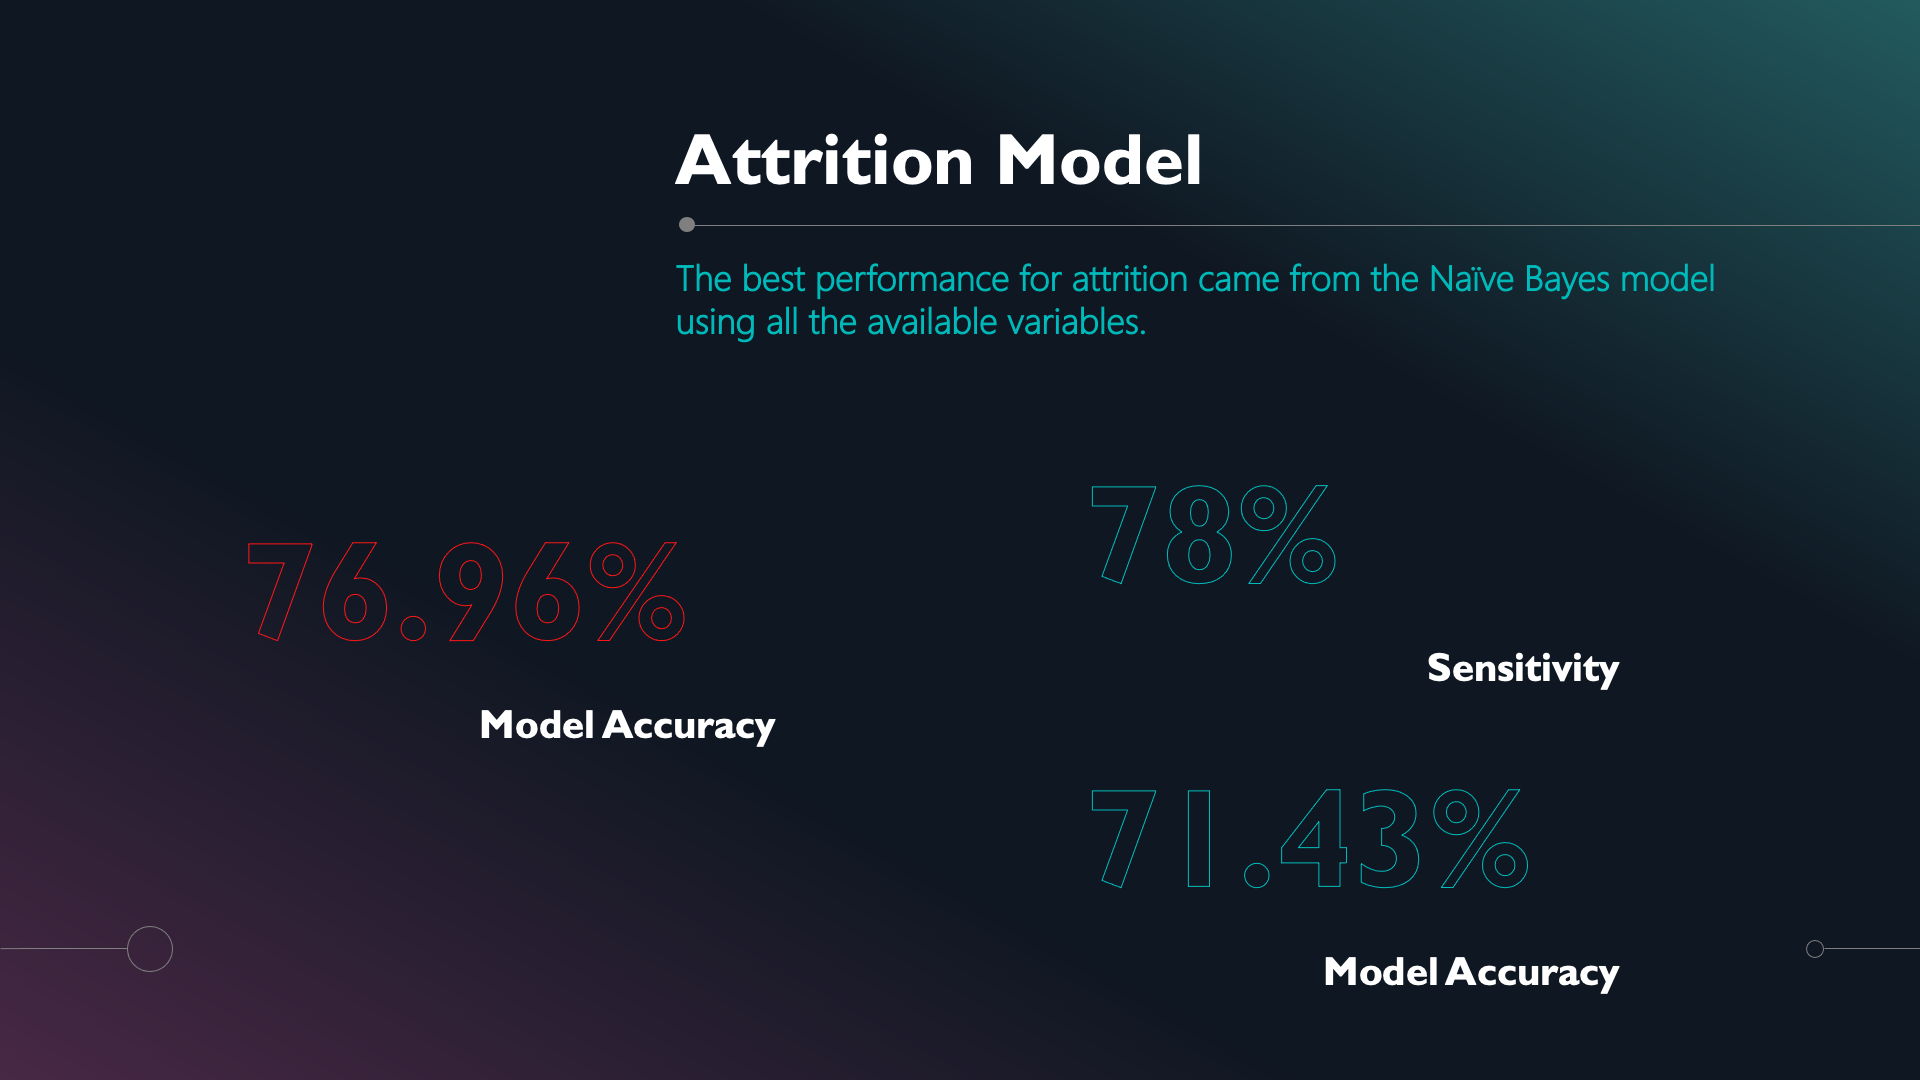 Attrition Model
The best performance for attrition came from the Naïve Bayes model
using all the available variables.
76.96%
Model Accuracy
78%
Sensitivity
71.43%
Model Accuracy